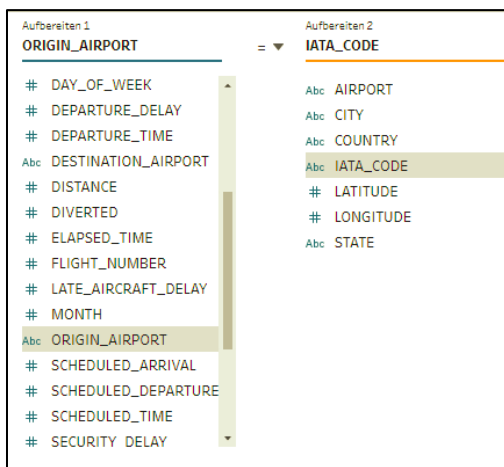 Aufbereiten 1
ORIGIN_AIRPORT
=
# DAY_OF_WEEK
# DEPARTURE_DELAY
# DEPARTURE_TIME
Abc DESTINATION_AIRPORT
# DISTANCE
# DIVERTED
# ELAPSED_TIME
# FLIGHT_NUMBER
# LATE_AIRCRAFT_DELAY
# MONTH
Abc ORIGIN_AIRPORT
# SCHEDULED_ARRIVAL
# SCHEDULED_DEPARTURE
# SCHEDULED_TIME
# SECURITY_DELAY
Aufbereiten 2
IATA_CODE
Abc AIRPORT
Abc CITY
Abc COUNTRY
Abc IATA_CODE
# LATITUDE
# LONGITUDE
Abc STATE